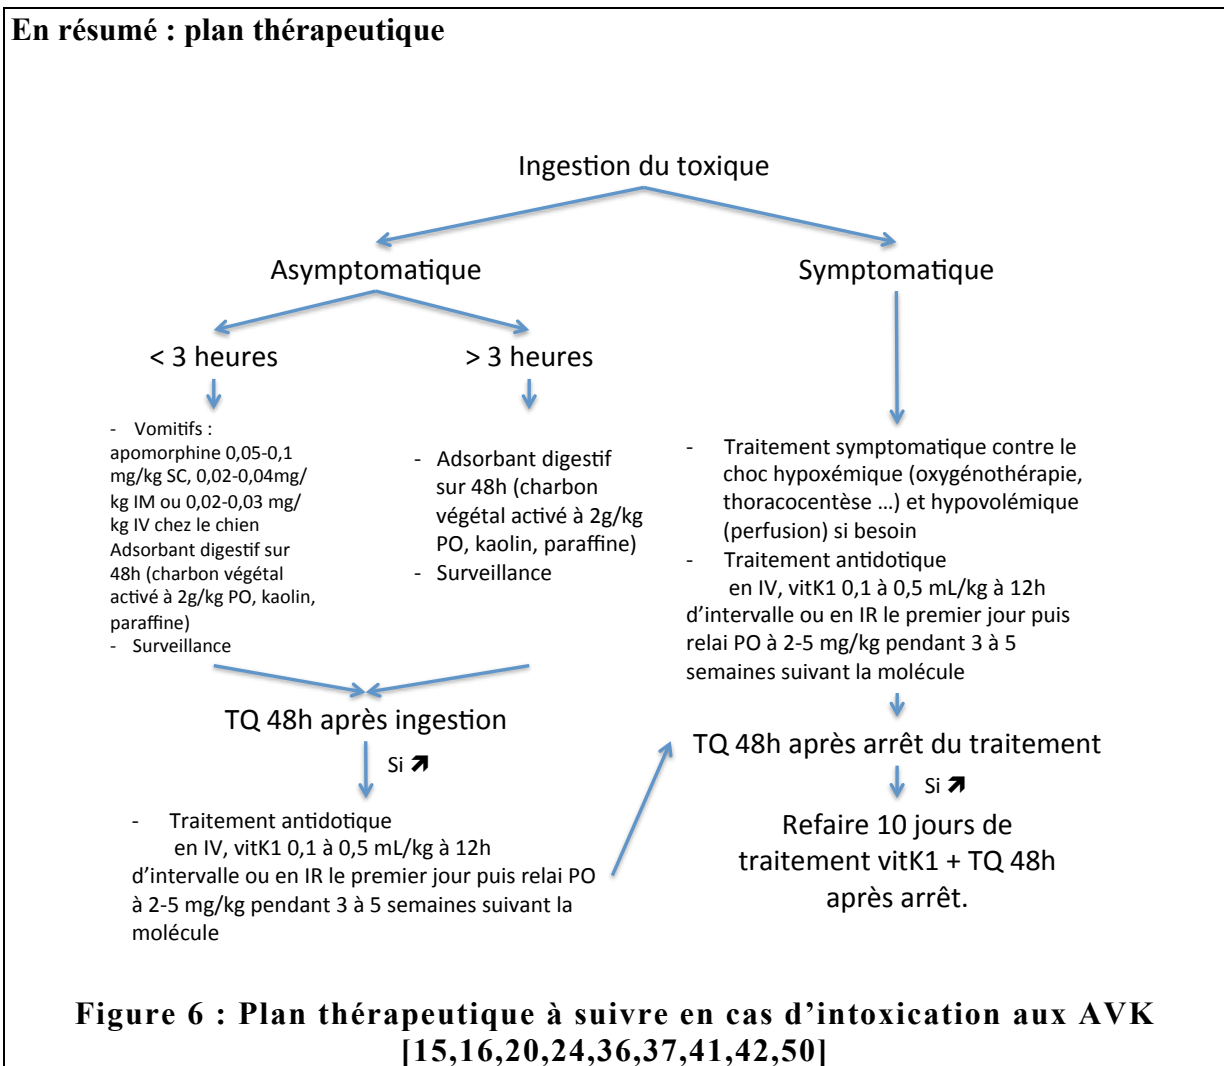 En résumé : plan thérapeutique
Ingestion du toxique
Asymptomatique
Symptomatique
< 3 heures
> 3 heures
- Vomitifs :
apomorphine 0,05-0,1
mg/kg SC, 0,02-0,04mg/
kg IM ou 0,02-0,03 mg/
kg IV chez le chien
Adsorbant digestif sur
48h (charbon végétal
activé à 2g/kg PO, kaolin,
paraffine)
- Surveillance
- Adsorbant digestif
sur 48h (charbon
végétal activé à 2g/kg
PO, kaolin, paraffine)
- Surveillance
- Traitement symptomatique contre le
choc hypoxémique (oxygénothérapie,
thoracocentèse ...) et hypovolémique
(perfusion) si besoin
- Traitement antidotique
en IV, vitK1 0,1 à 0,5 mL/kg à 12h
d'intervalle ou en IR le premier jour puis
relai PO à 2-5 mg/kg pendant 3 à 5
semaines suivant la molécule
TQ 48h après ingestion
Si ↗
- Traitement antidotique
en IV, vitK1 0,1 à 0,5 mL/kg à 12h
d'intervalle ou en IR le premier jour puis relai PO
à 2-5 mg/kg pendant 3 à 5 semaines suivant la
molécule
TQ 48h après arrêt du traitement
Si ↗
Refaire 10 jours de
traitement vitK1 + TQ 48h
après arrêt.
Figure 6 : Plan thérapeutique à suivre en cas d'intoxication aux AVK
[15,16,20,24,36,37,41,42,50]